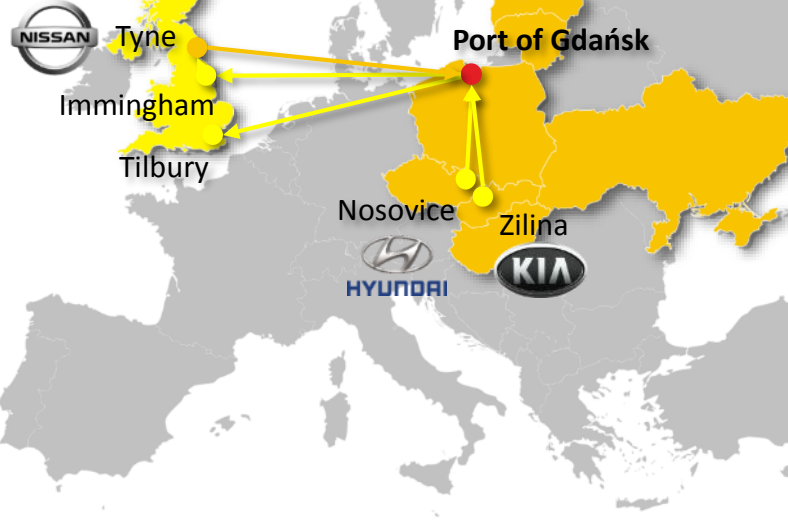 NISSAN
Tyne
Port of Gdańsk
Immingham
Tilbury
Nosovice
Zilina
HYUNDAI
KIA